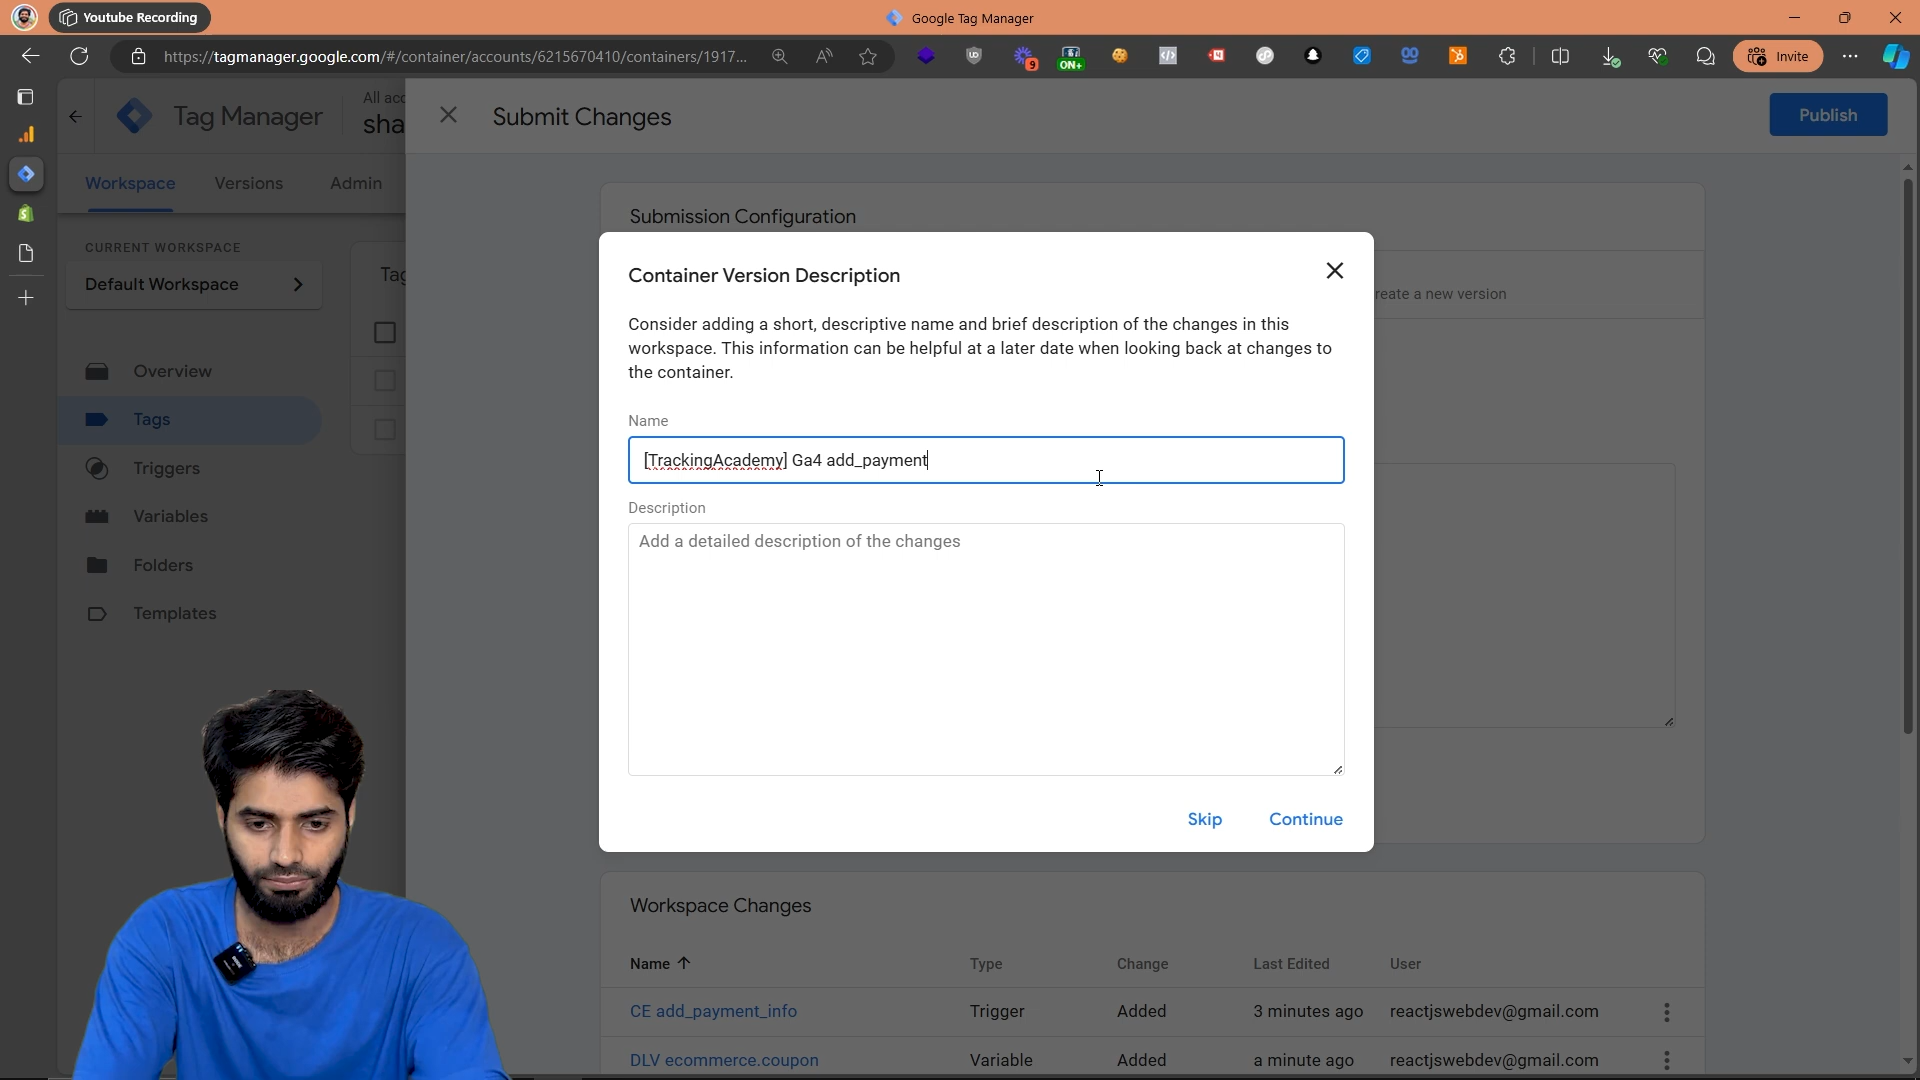 Youtube Recording
Google Tag Manager
https://tagmanager.google.com/#/container/accounts/6215670410/containers/1917...
9
ON+
Invite
Tag Manager
All acc
sha
Submit Changes
Publish
Workspace
Versions
Admin
Submission Configuration
CURRENT WORKSPACE
Default Workspace
Tag
Container Version Description
reate a new version
Consider adding a short, descriptive name and brief description of the changes in this
workspace. This information can be helpful at a later date when looking back at changes to
the container.
Overview
Name
Tags
[TrackingAcademy] Ga4 add_payment
Triggers
Description
Variables
Add a detailed description of the changes
Folders
Templates
Skip
Continue
Workspace Changes
Name
Type
Change
Last Edited
User
CE add_payment_info
Trigger
Added
3 minutes ago
reactjswebdev@gmail.com
DLV ecommerce.coupon
Variable
Added
a minute ago
reactjswebdev@gmail.com